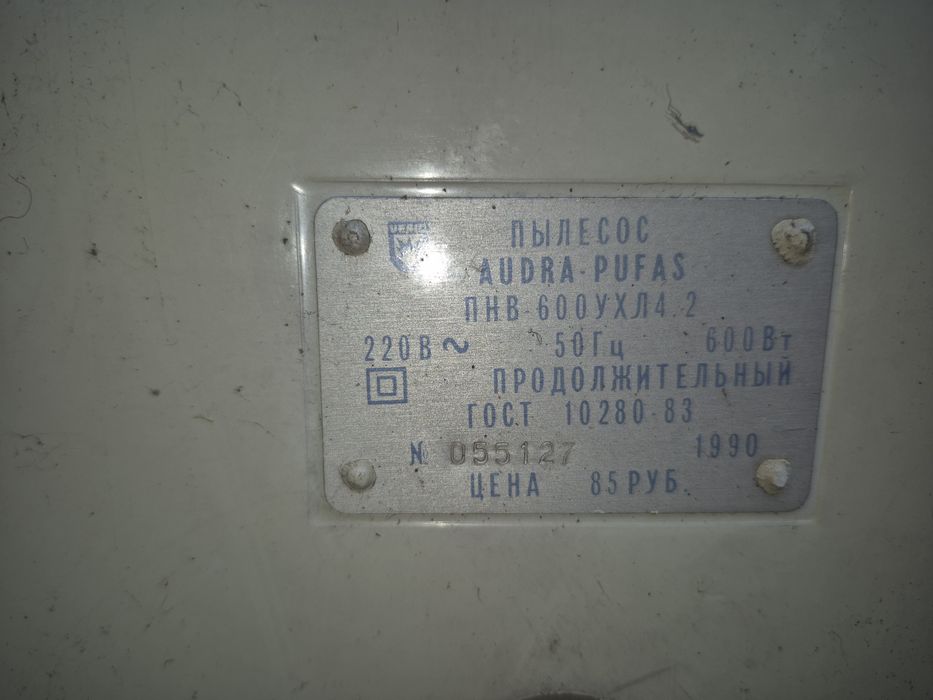 ПЫЛЕСОС
AUDRA-PUFAS
ПНВ-600УХЛ4.2
220В ~ 50Гц 600Вт
ПРОДОЛЖИТЕЛЬНЫЙ
ГОСТ 10280-83
№ 055127 1990
ЦЕНА 85РУБ.